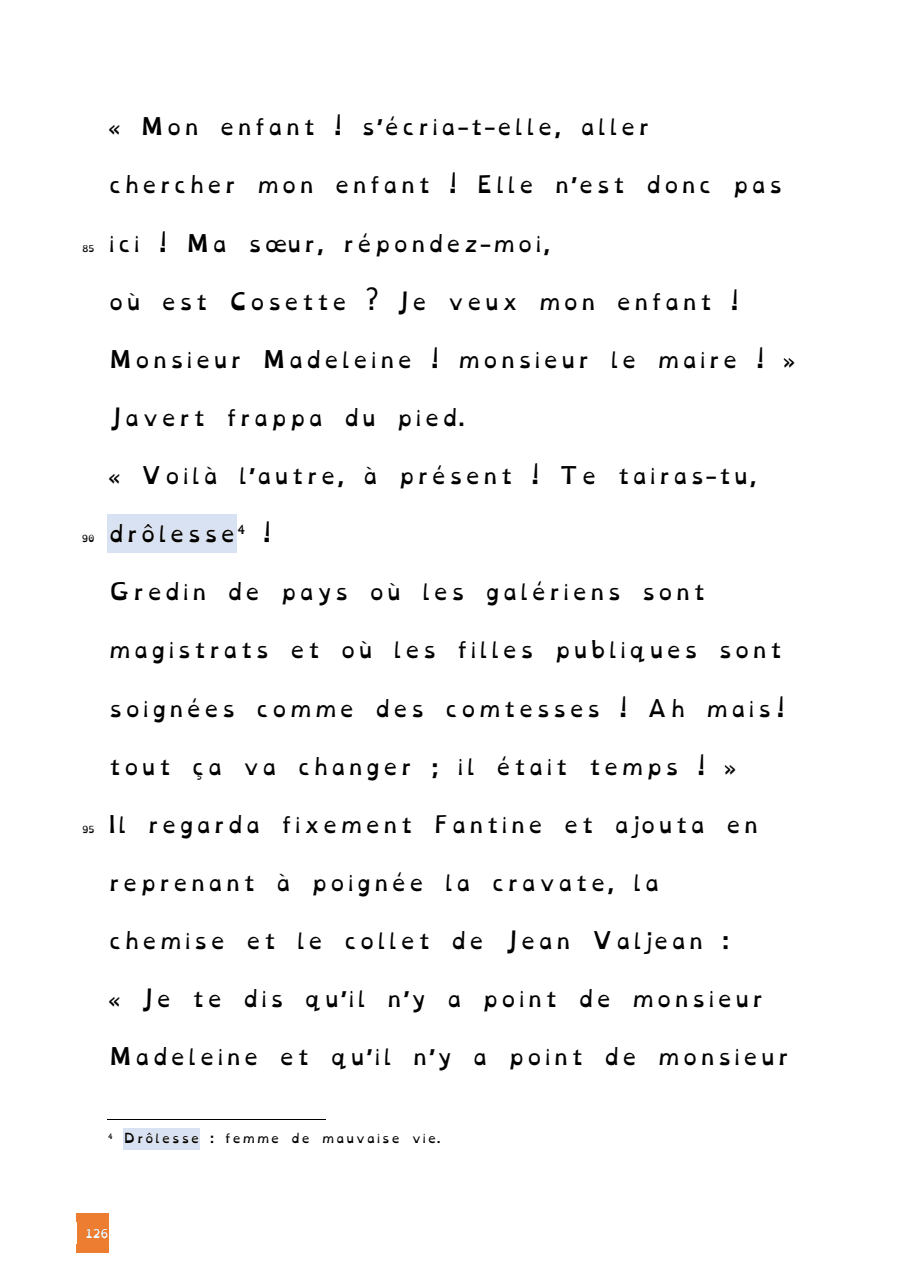 « Mon enfant ! s’écria-t-elle, aller
chercher mon enfant ! Elle n’est donc pas
85 ici ! Ma sœur, répondez-moi,
où est Cosette ? Je veux mon enfant !
Monsieur Madeleine ! monsieur le maire ! »
Javert frappa du pied.
« Voilà l’autre, à présent ! Te tairas-tu,
90 drôlesse⁴ !
Gredin de pays où les galériens sont
magistrats et où les filles publiques sont
soignées comme des comtesses ! Ah mais!
tout ça va changer ; il était temps ! »
95 Il regarda fixement Fantine et ajouta en
reprenant à poignée la cravate, la
chemise et le collet de Jean Valjean :
« Je te dis qu’il n’y a point de monsieur
Madeleine et qu’il n’y a point de monsieur
⁴ Drôlesse : femme de mauvaise vie.
126